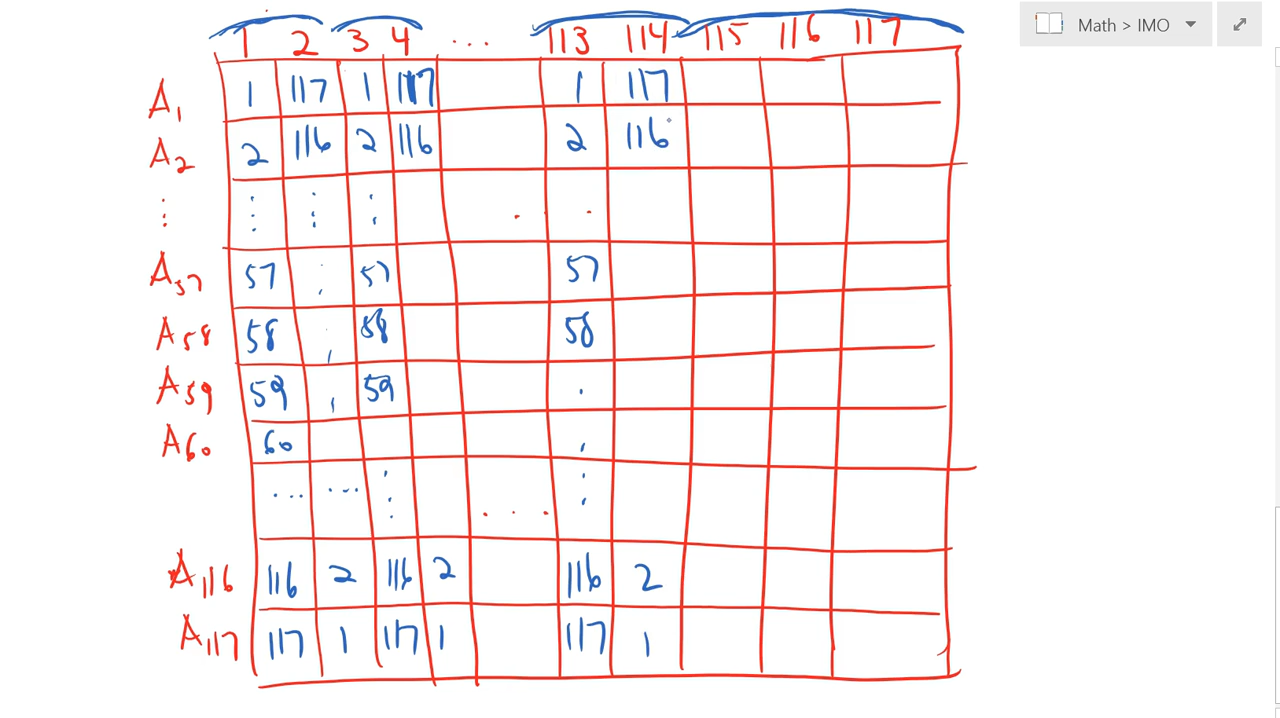 Math > IMO
1 2 3 4 ... 113 114 115 116 117
A1 1 117 1 117 1 117
A2 2 116 2 116 2 116
⋮ ⋮ ⋮ ⋮ . .
A57 57 : 57 57
A58 58 58 58
A59 59 59 .
A60 60 .
... ... ⋮ ... ⋮
A116 116 2 116 2 116 2
A117 117 1 117 1 117 1